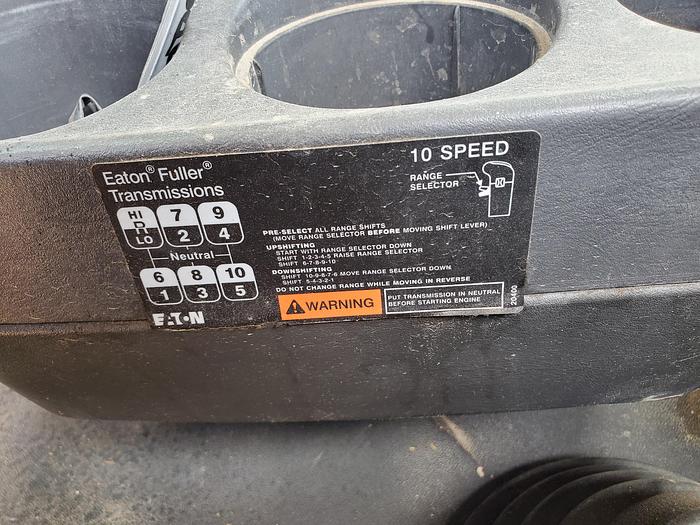 Eaton® Fuller®
Transmissions
10 SPEED
RANGE
SELECTOR
HI 7 9
R
LO 2 4
Neutral
6 8 10
1 3 5
PRE-SELECT ALL RANGE SHIFTS
(MOVE RANGE SELECTOR BEFORE MOVING SHIFT LEVER)
UPSHIFTING
START WITH RANGE SELECTOR DOWN
SHIFT 1-2-3-4-5 RAISE RANGE SELECTOR
SHIFT 6-7-8-9-10
DOWNSHIFTING
SHIFT 10-9-8-7-6 MOVE RANGE SELECTOR DOWN
SHIFT 5-4-3-2-1
DO NOT CHANGE RANGE WHILE MOVING IN REVERSE
WARNING
PUT TRANSMISSION IN NEUTRAL
BEFORE STARTING ENGINE
20400
EATON